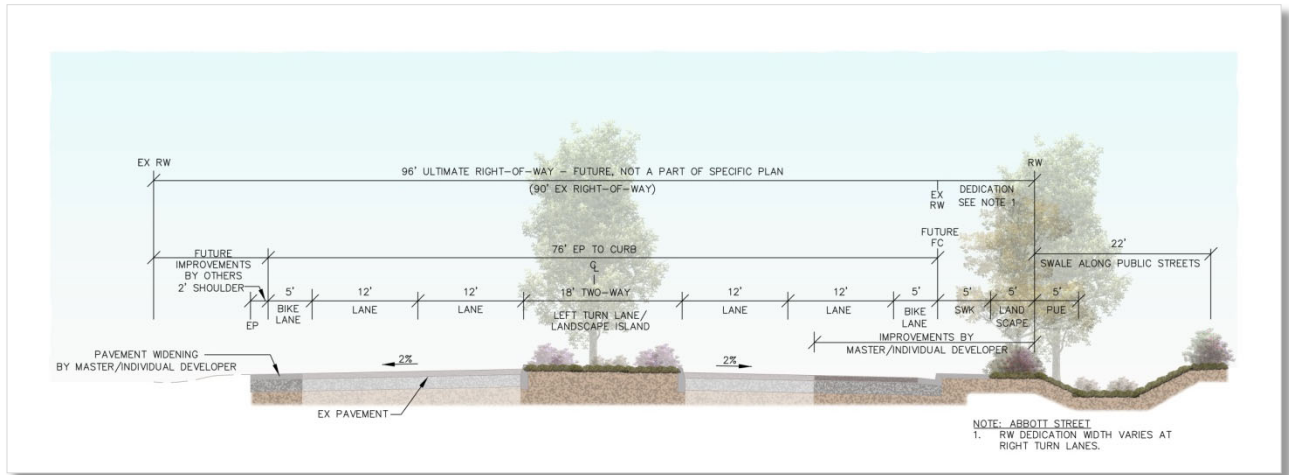 EX RW
RW
96' ULTIMATE RIGHT-OF-WAY - FUTURE, NOT A PART OF SPECIFIC PLAN
(90' EX RIGHT-OF-WAY)
EX
RW
DEDICATION
SEE NOTE 1
FUTURE
FC
FUTURE
IMPROVEMENTS
BY OTHERS
2' SHOULDER
76' EP TO CURB
22'
SWALE ALONG PUBLIC STREETS
CL
EP
5'
BIKE
LANE
12'
LANE
12'
LANE
18' TWO-WAY
LEFT TURN LANE/
LANDSCAPE ISLAND
12'
LANE
12'
LANE
5'
BIKE
LANE
5'
SWK
5'
LAND
SCAPE
5'
PUE
IMPROVEMENTS BY
MASTER/INDIVIDUAL DEVELOPER
PAVEMENT WIDENING
BY MASTER/INDIVIDUAL DEVELOPER
2%
2%
EX PAVEMENT
NOTE: ABBOTT STREET
1. RW DEDICATION WIDTH VARIES AT
RIGHT TURN LANES.